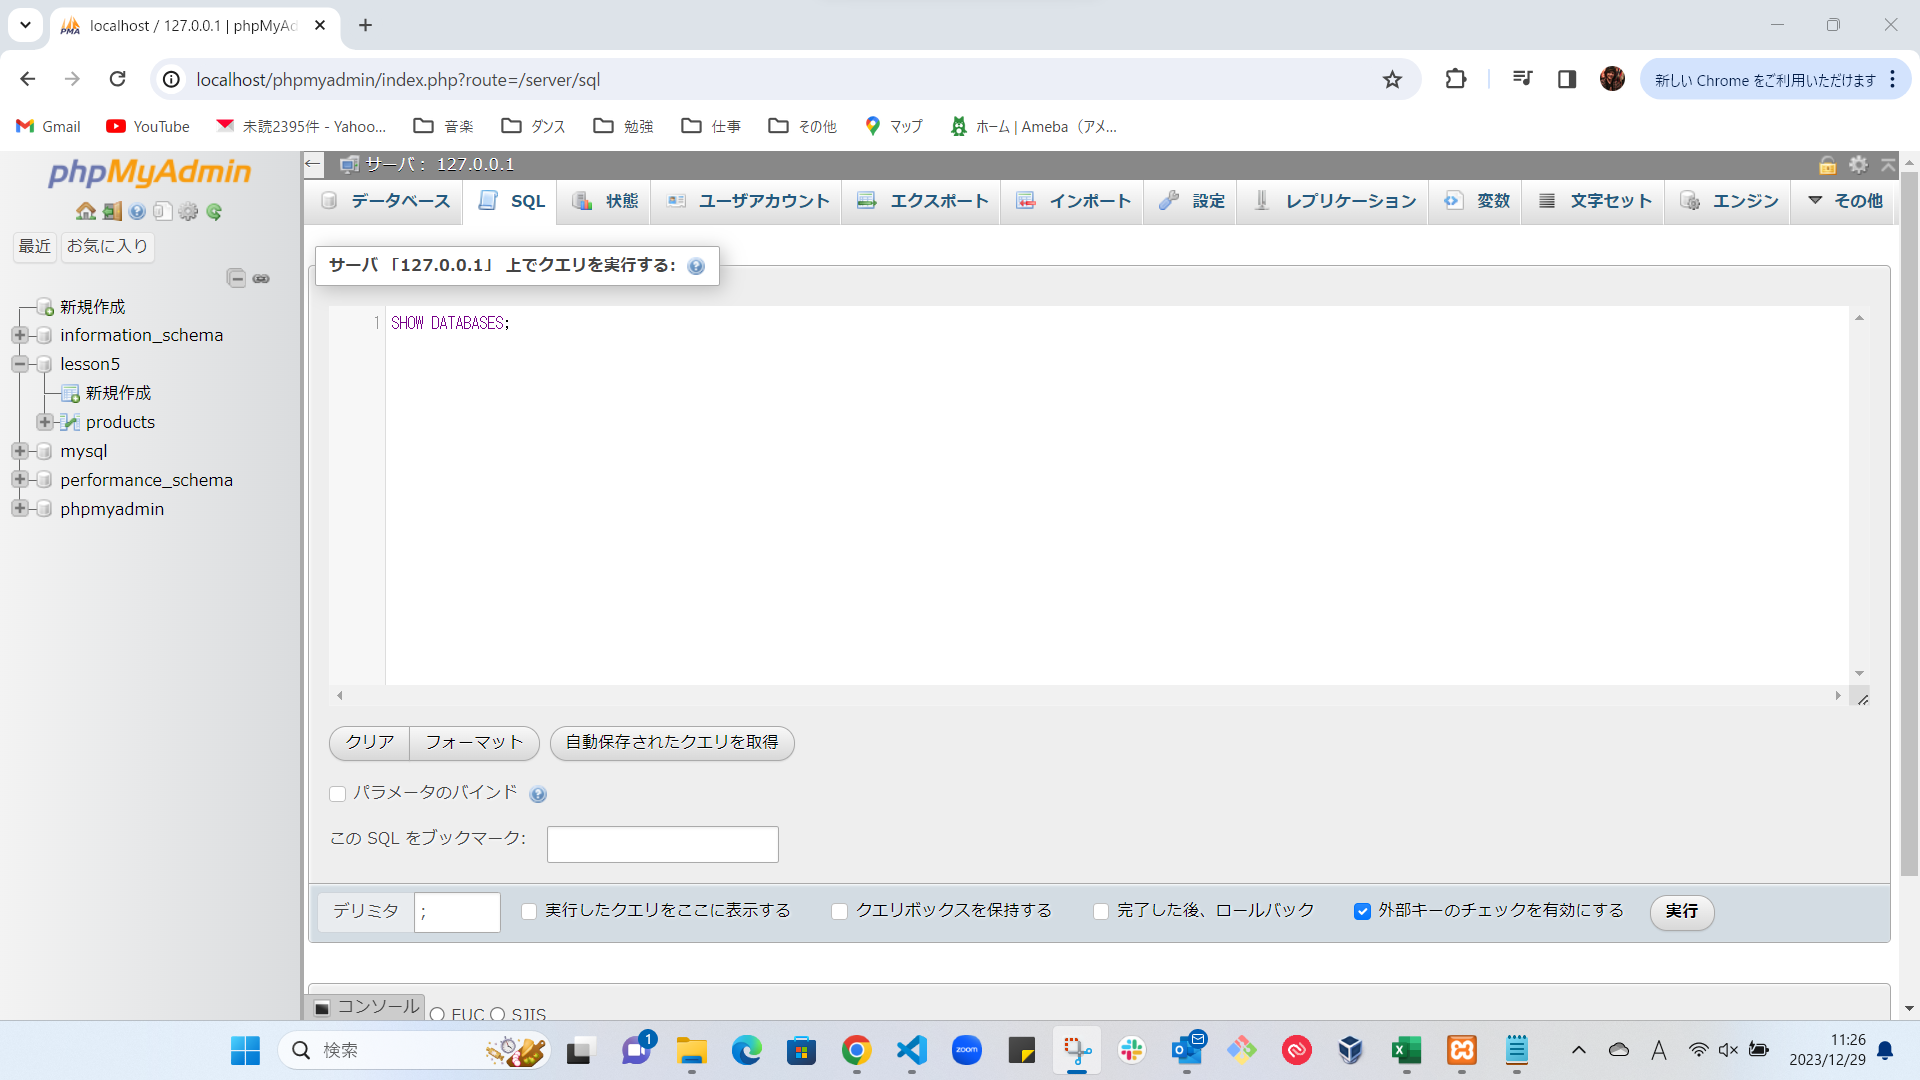 localhost / 127.0.0.1 | phpMyAd
localhost/phpmyadmin/index.php?route=/server/sql
新しい Chrome をご利用いただけます
Gmail
YouTube
未読2395件 - Yahoo...
音楽
ダンス
勉強
仕事
その他
マップ
ホーム | Ameba（アメ...
phpMyAdmin
最近
お気に入り
新規作成
information_schema
lesson5
新規作成
products
mysql
performance_schema
phpmyadmin
サーバ： 127.0.0.1
データベース
SQL
状態
ユーザアカウント
エクスポート
インポート
設定
レプリケーション
変数
文字セット
エンジン
その他
サーバ 「127.0.0.1」 上でクエリを実行する:
1 SHOW DATABASES;
クリア
フォーマット
自動保存されたクエリを取得
パラメータのバインド
この SQL をブックマーク:
デリミタ
;
実行したクエリをここに表示する
クエリボックスを保持する
完了した後、ロールバック
外部キーのチェックを有効にする
実行
コンソール
EUC
SJIS
検索
1
zoom
A
11:26
2023/12/29